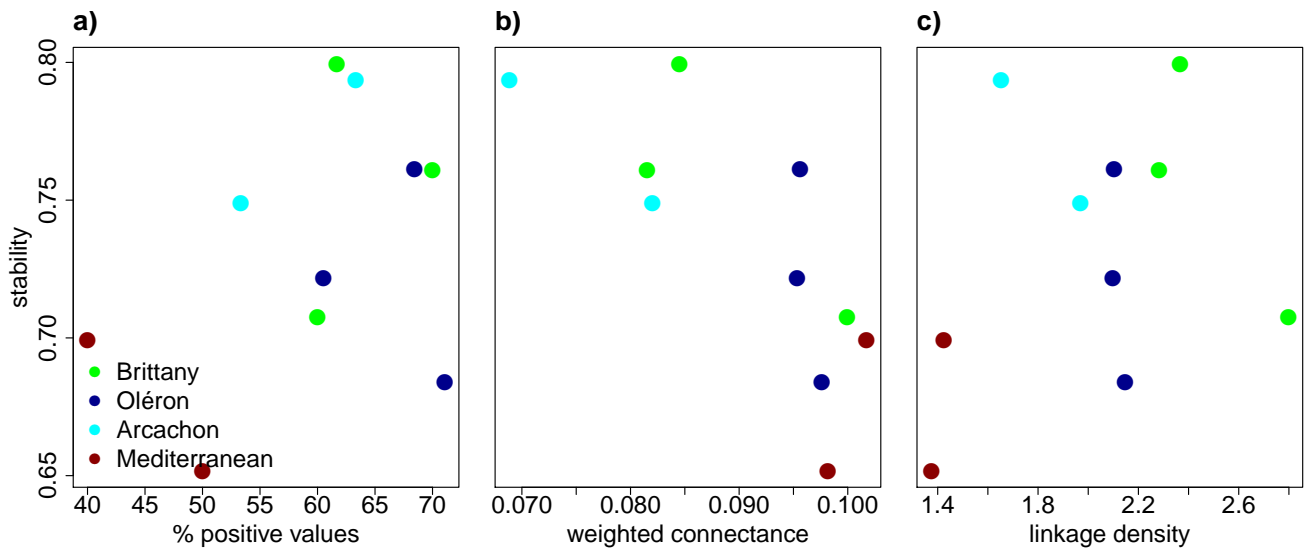 a)
b)
c)
stability
0.65 0.70 0.75 0.80
Brittany
Oléron
Arcachon
Mediterranean
40 45 50 55 60 65 70
% positive values
0.070 0.080 0.090 0.100
weighted connectance
1.4 1.8 2.2 2.6
linkage density